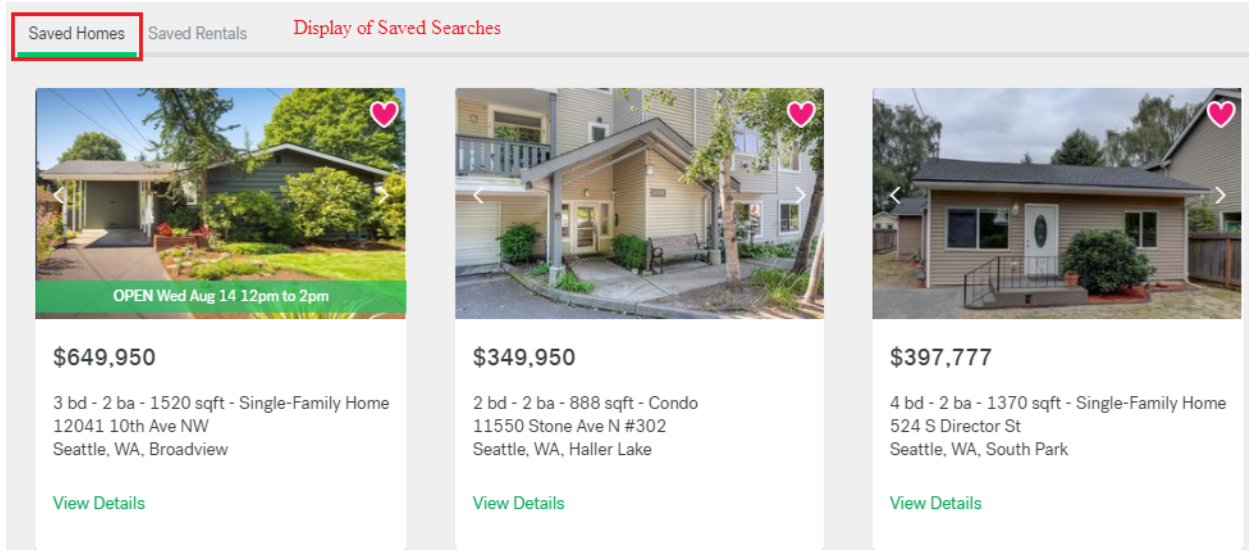 Saved Homes Saved Rentals Display of Saved Searches
OPEN Wed Aug 14 12pm to 2pm
$649,950
3 bd - 2 ba - 1520 sqft - Single-Family Home
12041 10th Ave NW
Seattle, WA, Broadview
View Details
$349,950
2 bd - 2 ba - 888 sqft - Condo
11550 Stone Ave N #302
Seattle, WA, Haller Lake
View Details
$397,777
4 bd - 2 ba - 1370 sqft - Single-Family Home
524 S Director St
Seattle, WA, South Park
View Details